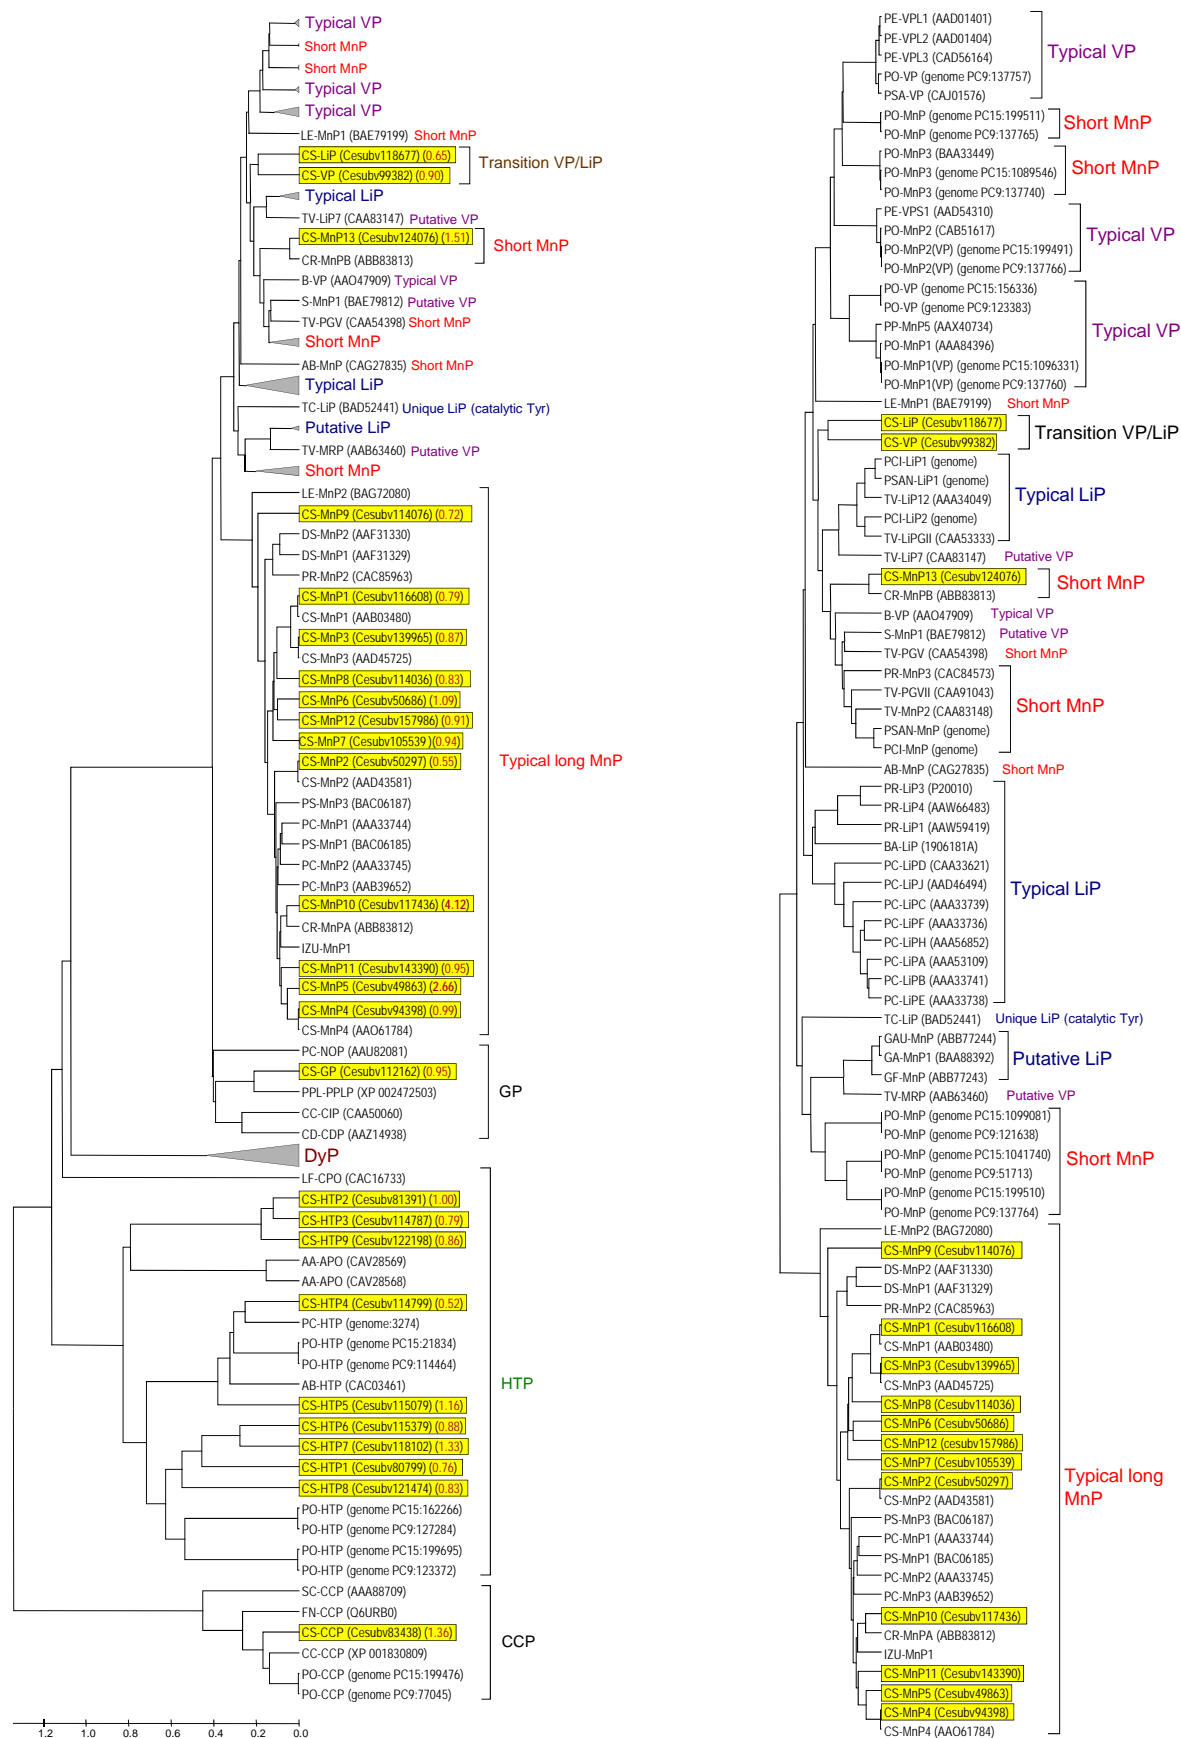 Typical VP
Short MnP
Short MnP
Typical VP
Typical VP
LE-MnP1 (BAE79199) Short MnP
CS-LiP (Cesubv118677) (0.65)
CS-VP (Cesubv99382) (0.90)
Transition VP/LiP
Typical LiP
TV-LiP7 (CAA83147) Putative VP
CS-MnP13 (Cesubv124076) (1.51)
CR-MnPB (ABB83813)
Short MnP
B-VP (AAO47909) Typical VP
S-MnP1 (BAE79812) Putative VP
TV-PGV (CAA54398) Short MnP
Short MnP
AB-MnP (CAG27835) Short MnP
Typical LiP
TC-LiP (BAD52441) Unique LiP (catalytic Tyr)
Putative LiP
TV-MRP (AAB63460) Putative VP
Short MnP
LE-MnP2 (BAG72080)
CS-MnP9 (Cesubv114076) (0.72)
DS-MnP2 (AAF31330)
DS-MnP1 (AAF31329)
PR-MnP2 (CAC85963)
CS-MnP1 (Cesubv116608) (0.79)
CS-MnP1 (AAB03480)
CS-MnP3 (Cesubv139965) (0.87)
CS-MnP3 (AAD45725)
CS-MnP8 (Cesubv114036) (0.83)
CS-MnP6 (Cesubv50686) (1.09)
CS-MnP12 (Cesubv157986) (0.91)
CS-MnP7 (Cesubv105539) (0.94)
CS-MnP2 (Cesubv50297) (0.55)
CS-MnP2 (AAD43581)
PS-MnP3 (BAC06187)
PC-MnP1 (AAA33744)
PS-MnP1 (BAC06185)
PC-MnP2 (AAA33745)
PC-MnP3 (AAB39652)
CS-MnP10 (Cesubv117436) (4.12)
CR-MnPA (ABB83812)
IZU-MnP1
CS-MnP11 (Cesubv143390) (0.95)
CS-MnP5 (Cesubv49863) (2.66)
CS-MnP4 (Cesubv94398) (0.99)
CS-MnP4 (AAO61784)
Typical long MnP
PC-NOP (AAU82081)
CS-GP (Cesubv112162) (0.95)
PPL-PPLP (XP 002472503)
CC-CIP (CAA50060)
CD-CDP (AAZ14938)
GP
DyP
LF-CPO (CAC16733)
CS-HTP2 (Cesubv81391) (1.00)
CS-HTP3 (Cesubv114787) (0.79)
CS-HTP9 (Cesubv122198) (0.86)
AA-APO (CAV28569)
AA-APO (CAV28568)
CS-HTP4 (Cesubv114799) (0.52)
PC-HTP (genome:3274)
PO-HTP (genome PC15:21834)
PO-HTP (genome PC9:114464)
AB-HTP (CAC03461)
CS-HTP5 (Cesubv115079) (1.16)
CS-HTP6 (Cesubv115379) (0.88)
CS-HTP7 (Cesubv118102) (1.33)
CS-HTP1 (Cesubv80799) (0.76)
CS-HTP8 (Cesubv121474) (0.83)
PO-HTP (genome PC15:162266)
PO-HTP (genome PC9:127284)
PO-HTP (genome PC15:199695)
PO-HTP (genome PC9:123372)
HTP
SC-CCP (AAA88709)
FN-CCP (Q6URB0)
CS-CCP (Cesubv83438) (1.36)
CC-CCP (XP 001830809)
PO-CCP (genome PC15:199476)
PO-CCP (genome PC9:77045)
CCP
1.2 1.0 0.8 0.6 0.4 0.2 0.0
PE-VPL1 (AAD01401)
PE-VPL2 (AAD01404)
PE-VPL3 (CAD56164)
PO-VP (genome PC9:137757)
PSA-VP (CAJ01576)
Typical VP
PO-MnP (genome PC15:199511)
PO-MnP (genome PC9:137765)
Short MnP
PO-MnP3 (BAA33449)
PO-MnP3 (genome PC15:1089546)
PO-MnP3 (genome PC9:137740)
Short MnP
PE-VPS1 (AAD54310)
PO-MnP2 (CAB51617)
PO-MnP2(VP) (genome PC15:199491)
PO-MnP2(VP) (genome PC9:137766)
Typical VP
PO-VP (genome PC15:156336)
PO-VP (genome PC9:123383)
PP-MnP5 (AAX40734)
PO-MnP1 (AAA84396)
PO-MnP1(VP) (genome PC15:1096331)
PO-MnP1(VP) (genome PC9:137760)
Typical VP
LE-MnP1 (BAE79199) Short MnP
CS-LiP (Cesubv118677)
CS-VP (Cesubv99382)
Transition VP/LiP
PCI-LiP1 (genome)
PSAN-LiP1 (genome)
TV-LiP12 (AAA34049)
PCI-LiP2 (genome)
TV-LiPGII (CAA53333)
Typical LiP
TV-LiP7 (CAA83147) Putative VP
CS-MnP13 (Cesubv124076)
CR-MnPB (ABB83813)
Short MnP
B-VP (AAO47909) Typical VP
S-MnP1 (BAE79812) Putative VP
TV-PGV (CAA54398) Short MnP
PR-MnP3 (CAC84573)
TV-PGVII (CAA91043)
TV-MnP2 (CAA83148)
PSAN-MnP (genome)
PCI-MnP (genome)
Short MnP
AB-MnP (CAG27835) Short MnP
PR-LiP3 (P20010)
PR-LiP4 (AAW66483)
PR-LiP1 (AAW59419)
BA-LiP (1906181A)
PC-LiPD (CAA33621)
PC-LiPJ (AAD46494)
PC-LiPC (AAA33739)
PC-LiPF (AAA33736)
PC-LiPH (AAA56852)
PC-LiPA (AAA53109)
PC-LiPB (AAA33741)
PC-LiPE (AAA33738)
Typical LiP
TC-LiP (BAD52441) Unique LiP (catalytic Tyr)
GAU-MnP (ABB77244)
GA-MnP1 (BAA88392)
GF-MnP (ABB77243)
Putative LiP
TV-MRP (AAB63460) Putative VP
PO-MnP (genome PC15:1099081)
PO-MnP (genome PC9:121638)
PO-MnP (genome PC15:1041740)
PO-MnP (genome PC9:51713)
PO-MnP (genome PC15:199510)
PO-MnP (genome PC9:137764)
Short MnP
LE-MnP2 (BAG72080)
CS-MnP9 (Cesubv114076)
DS-MnP2 (AAF31330)
DS-MnP1 (AAF31329)
PR-MnP2 (CAC85963)
CS-MnP1 (Cesubv116608)
CS-MnP1 (AAB03480)
CS-MnP3 (Cesubv139965)
CS-MnP3 (AAD45725)
CS-MnP8 (Cesubv114036)
CS-MnP6 (Cesubv50686)
CS-MnP12 (cesubv157986)
CS-MnP7 (Cesubv105539)
CS-MnP2 (Cesubv50297)
CS-MnP2 (AAD43581)
PS-MnP3 (BAC06187)
PC-MnP1 (AAA33744)
PS-MnP1 (BAC06185)
PC-MnP2 (AAA33745)
PC-MnP3 (AAB39652)
CS-MnP10 (Cesubv117436)
CR-MnPA (ABB83812)
IZU-MnP1
CS-MnP11 (Cesubv143390)
CS-MnP5 (Cesubv49863)
CS-MnP4 (Cesubv94398)
CS-MnP4 (AAO61784)
Typical long
MnP